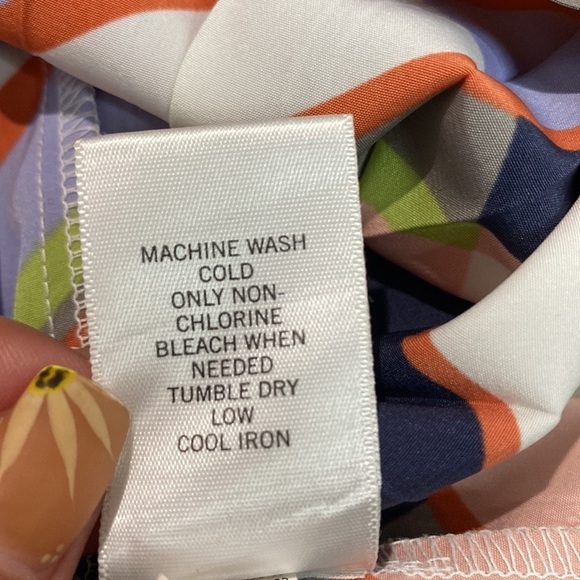 MACHINE WASH
COLD
ONLY NON-
CHLORINE
BLEACH WHEN
NEEDED
TUMBLE DRY
LOW
COOL IRON